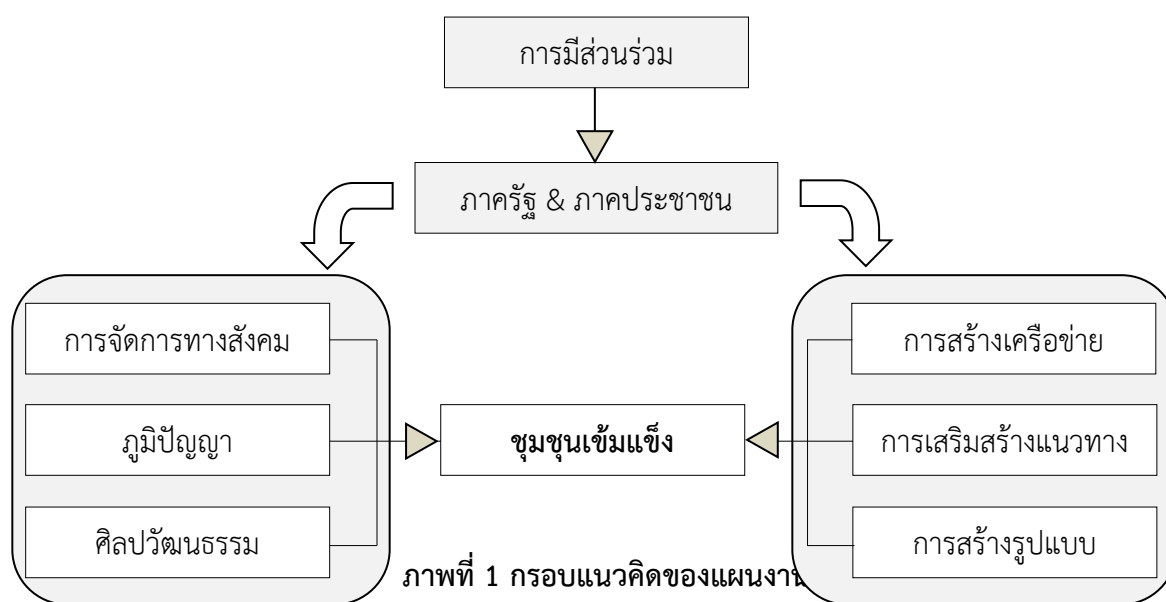 การมีส่วนร่วม
ภาครัฐ & ภาคประชาชน
การจัดการทางสังคม
ภูมิปัญญา
ศิลปวัฒนธรรม
ชุมชุนเข้มแข็ง
การสร้างเครือข่าย
การเสริมสร้างแนวทาง
การสร้างรูปแบบ
ภาพที่ 1 กรอบแนวคิดของแผนงาน